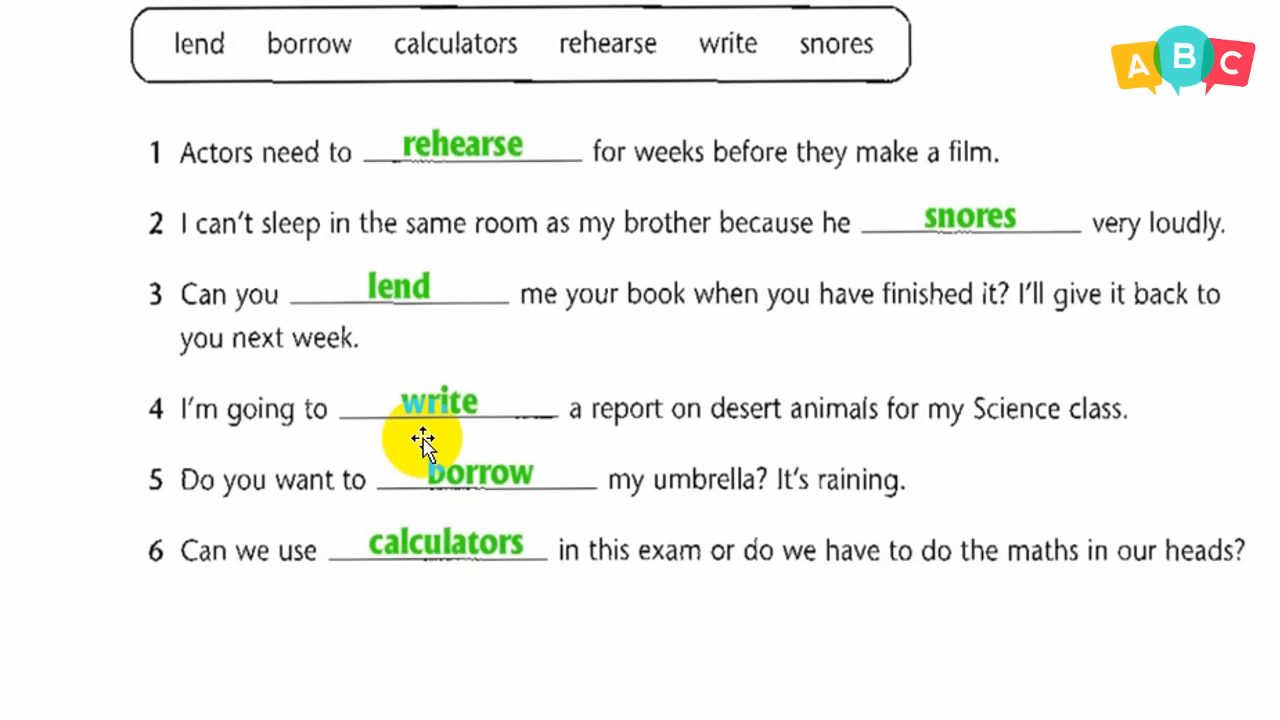 lend borrow calculators rehearse write snores
A B C
1 Actors need to rehearse for weeks before they make a film.
2 I can't sleep in the same room as my brother because he snores very loudly.
3 Can you lend me your book when you have finished it? I'll give it back to
you next week.
4 I'm going to write a report on desert animals for my Science class.
5 Do you want to borrow my umbrella? It's raining.
6 Can we use calculators in this exam or do we have to do the maths in our heads?